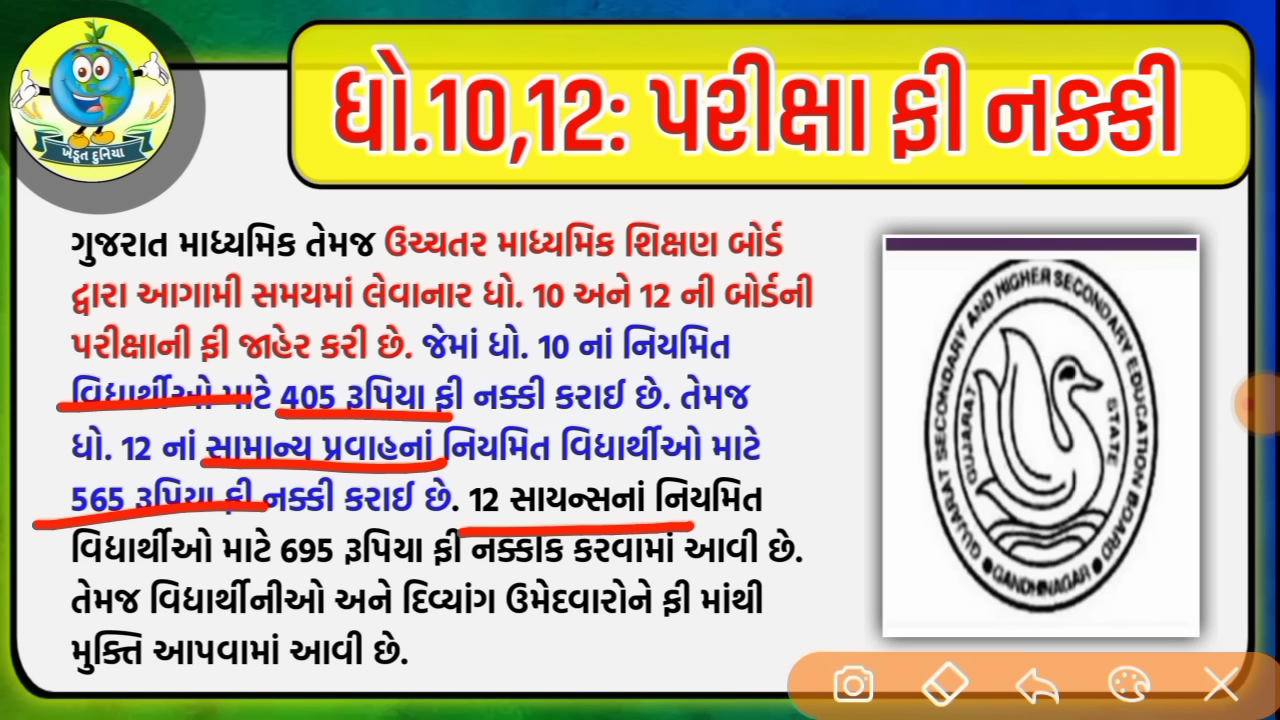 ખેડૂત દુનિયા
ધો.10,12: પરીક્ષા ફી નક્કી
ગુજરાત માધ્યમિક તેમજ ઉચ્ચતર માધ્યમિક શિક્ષણ બોર્ડ
દ્વારા આગામી સમયમાં લેવાનાર ધો. 10 અને 12 ની બોર્ડની
પરીક્ષાની ફી જાહેર કરી છે. જેમાં ધો. 10 નાં નિયમિત
વિદ્યાર્થીઓ માટે 405 રૂપિયા ફી નક્કી કરાઈ છે. તેમજ
ધો. 12 નાં સામાન્ય પ્રવાહનાં નિયમિત વિદ્યાર્થીઓ માટે
565 રૂપિયા ફી નક્કી કરાઈ છે. 12 સાયન્સનાં નિયમિત
વિદ્યાર્થીઓ માટે 695 રૂપિયા ફી નક્કાક કરવામાં આવી છે.
તેમજ વિદ્યાર્થીનીઓ અને દિવ્યાંગ ઉમેદવારોને ફી માંથી
મુક્તિ આપવામાં આવી છે.
GUJARAT SECONDARY AND HIGHER SECONDARY EDUCATION BOARD
GUJARAT STATE
GANDHINAGAR